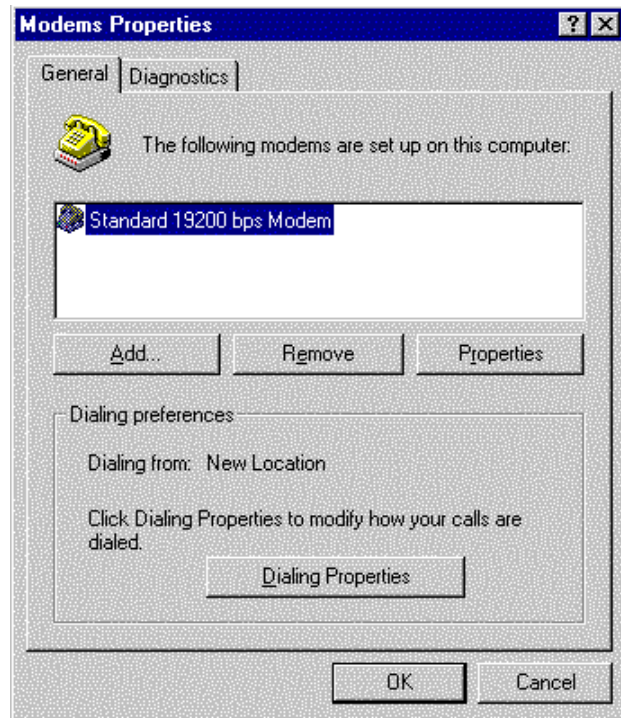 Modems Properties
General
Diagnostics
The following modems are set up on this computer:
Standard 19200 bps Modem
Add...
Remove
Properties
Dialing preferences
Dialing from: New Location
Click Dialing Properties to modify how your calls are
dialed.
Dialing Properties
OK
Cancel